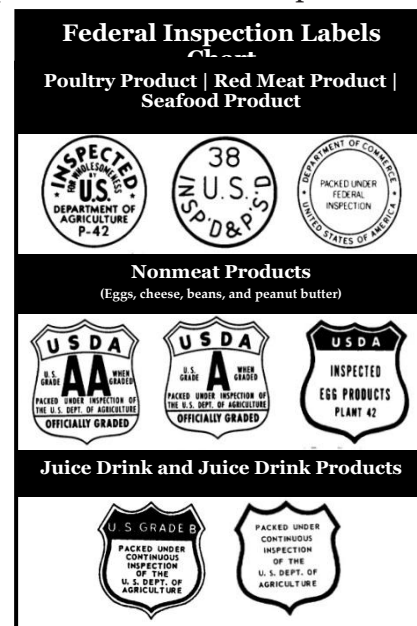 Federal Inspection Labels
Chart
Poultry Product | Red Meat Product |
Seafood Product
INSPECTED
FOR WHOLESOMENESS
BY
U.S.
DEPARTMENT OF
AGRICULTURE
P-42
38
U.S.
INSP'D&P'S'D
DEPARTMENT OF COMMERCE
PACKED UNDER
FEDERAL
INSPECTION
UNITED STATES OF AMERICA
Nonmeat Products
(Eggs, cheese, beans, and peanut butter)
USDA
U.S. GRADE AA WHEN GRADED
PACKED UNDER INSPECTION OF
THE U.S. DEPT. OF AGRICULTURE
OFFICIALLY GRADED
USDA
U.S. GRADE A WHEN GRADED
PACKED UNDER INSPECTION OF
THE U.S. DEPT. OF AGRICULTURE
OFFICIALLY GRADED
USDA
INSPECTED
EGG PRODUCTS
PLANT 42
Juice Drink and Juice Drink Products
U.S GRADE B
PACKED UNDER
CONTINUOUS
INSPECTION
OF THE
U. S. DEPT. OF
AGRICULTURE
PACKED UNDER
CONTINUOUS
INSPECTION
OF THE
U. S. DEPT. OF
AGRICULTURE